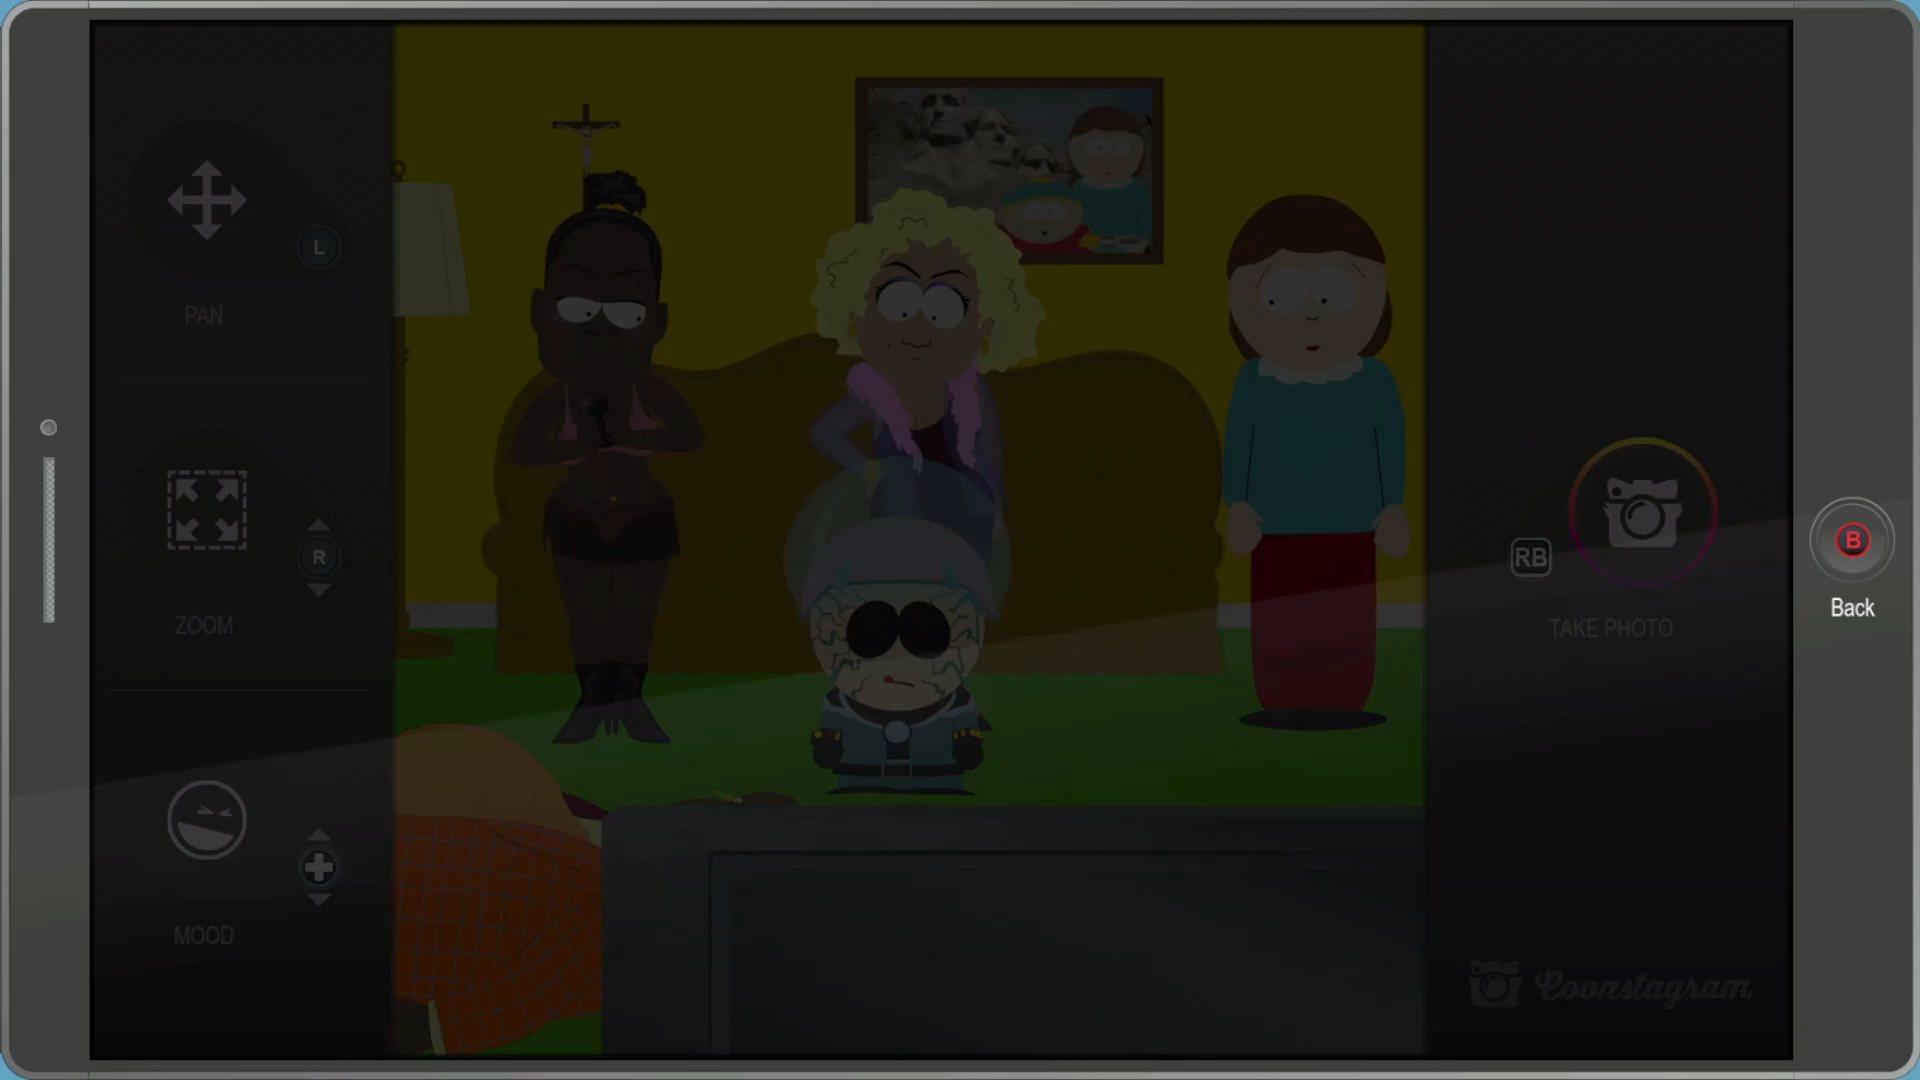 L
PAN
R
ZOOM
MOOD
RB
TAKE PHOTO
B
Back
Coonstagram